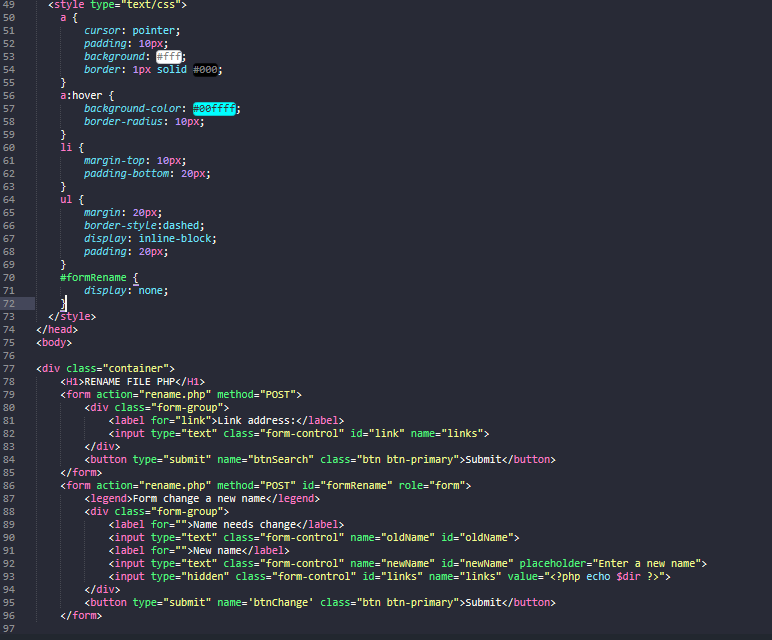 49 <style type="text/css">
50 a {
51 cursor: pointer;
52 padding: 10px;
53 background: #fff;
54 border: 1px solid #000;
55 }
56 a:hover {
57 background-color: #00ffff;
58 border-radius: 10px;
59 }
60 li {
61 margin-top: 10px;
62 padding-bottom: 20px;
63 }
64 ul {
65 margin: 20px;
66 border-style:dashed;
67 display: inline-block;
68 padding: 20px;
69 }
70 #formRename {
71 display: none;
72 }
73 </style>
74 </head>
75 <body>
76
77 <div class="container">
78 <H1>RENAME FILE PHP</H1>
79 <form action="rename.php" method="POST">
80 <div class="form-group">
81 <label for="link">Link address:</label>
82 <input type="text" class="form-control" id="link" name="links">
83 </div>
84 <button type="submit" name="btnSearch" class="btn btn-primary">Submit</button>
85 </form>
86 <form action="rename.php" method="POST" id="formRename" role="form">
87 <legend>Form change a new name</legend>
88 <div class="form-group">
89 <label for="">Name needs change</label>
90 <input type="text" class="form-control" name="oldName" id="oldName">
91 <label for="">New name</label>
92 <input type="text" class="form-control" name="newName" id="newName" placeholder="Enter a new name">
93 <input type="hidden" class="form-control" id="links" name="links" value="<?php echo $dir ?>">
94 </div>
95 <button type="submit" name='btnChange' class="btn btn-primary">Submit</button>
96 </form>
97